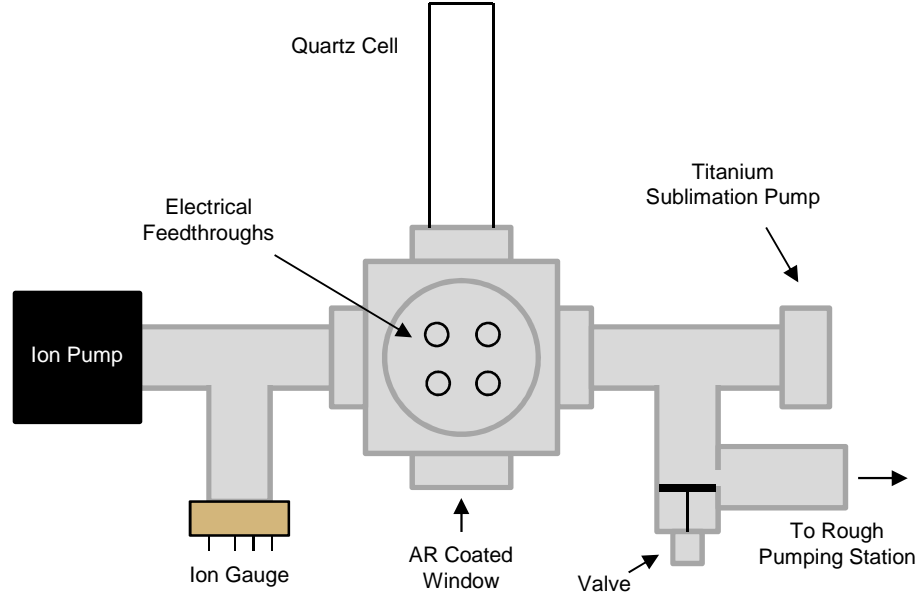 Quartz Cell
Titanium
Sublimation Pump
Electrical
Feedthroughs
Ion Pump
To Rough
Pumping Station
AR Coated
Window
Ion Gauge
Valve